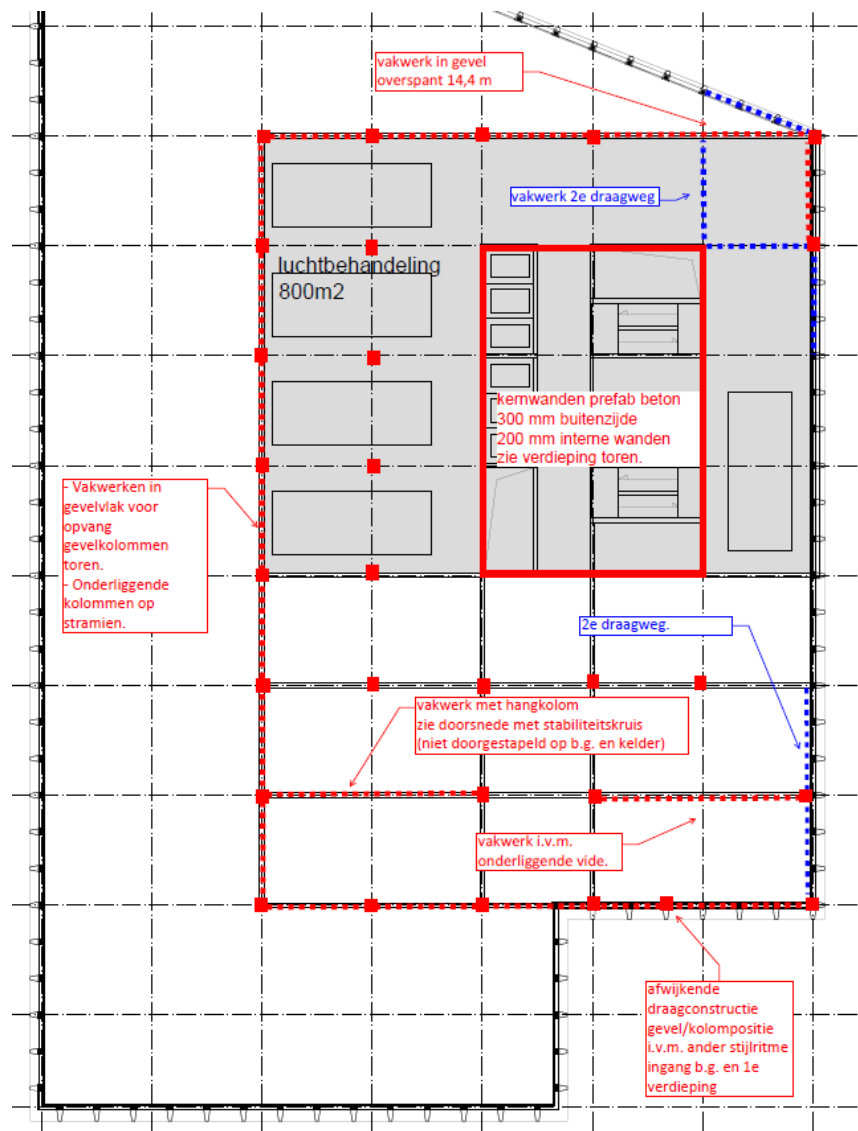 vakwerk in gevel
overspant 14,4 m
vakwerk 2e draagweg
luchtbehandeling
800m2
kernwanden prefab beton
300 mm buitenzijde
200 mm interne wanden
zie verdieping toren.
- Vakwerken in
gevelvlak voor
opvang
gevelkolommen
toren.
- Onderliggende
kolommen op
stramien.
2e draagweg.
vakwerk met hangkolom
zie doorsnede met stabiliteitskruis
(niet doorgestapeld op b.g. en kelder)
vakwerk i.v.m.
onderliggende vide.
afwijkende
draagconstructie
gevel/kolompositie
i.v.m. ander stijlritme
ingang b.g. en 1e
verdieping